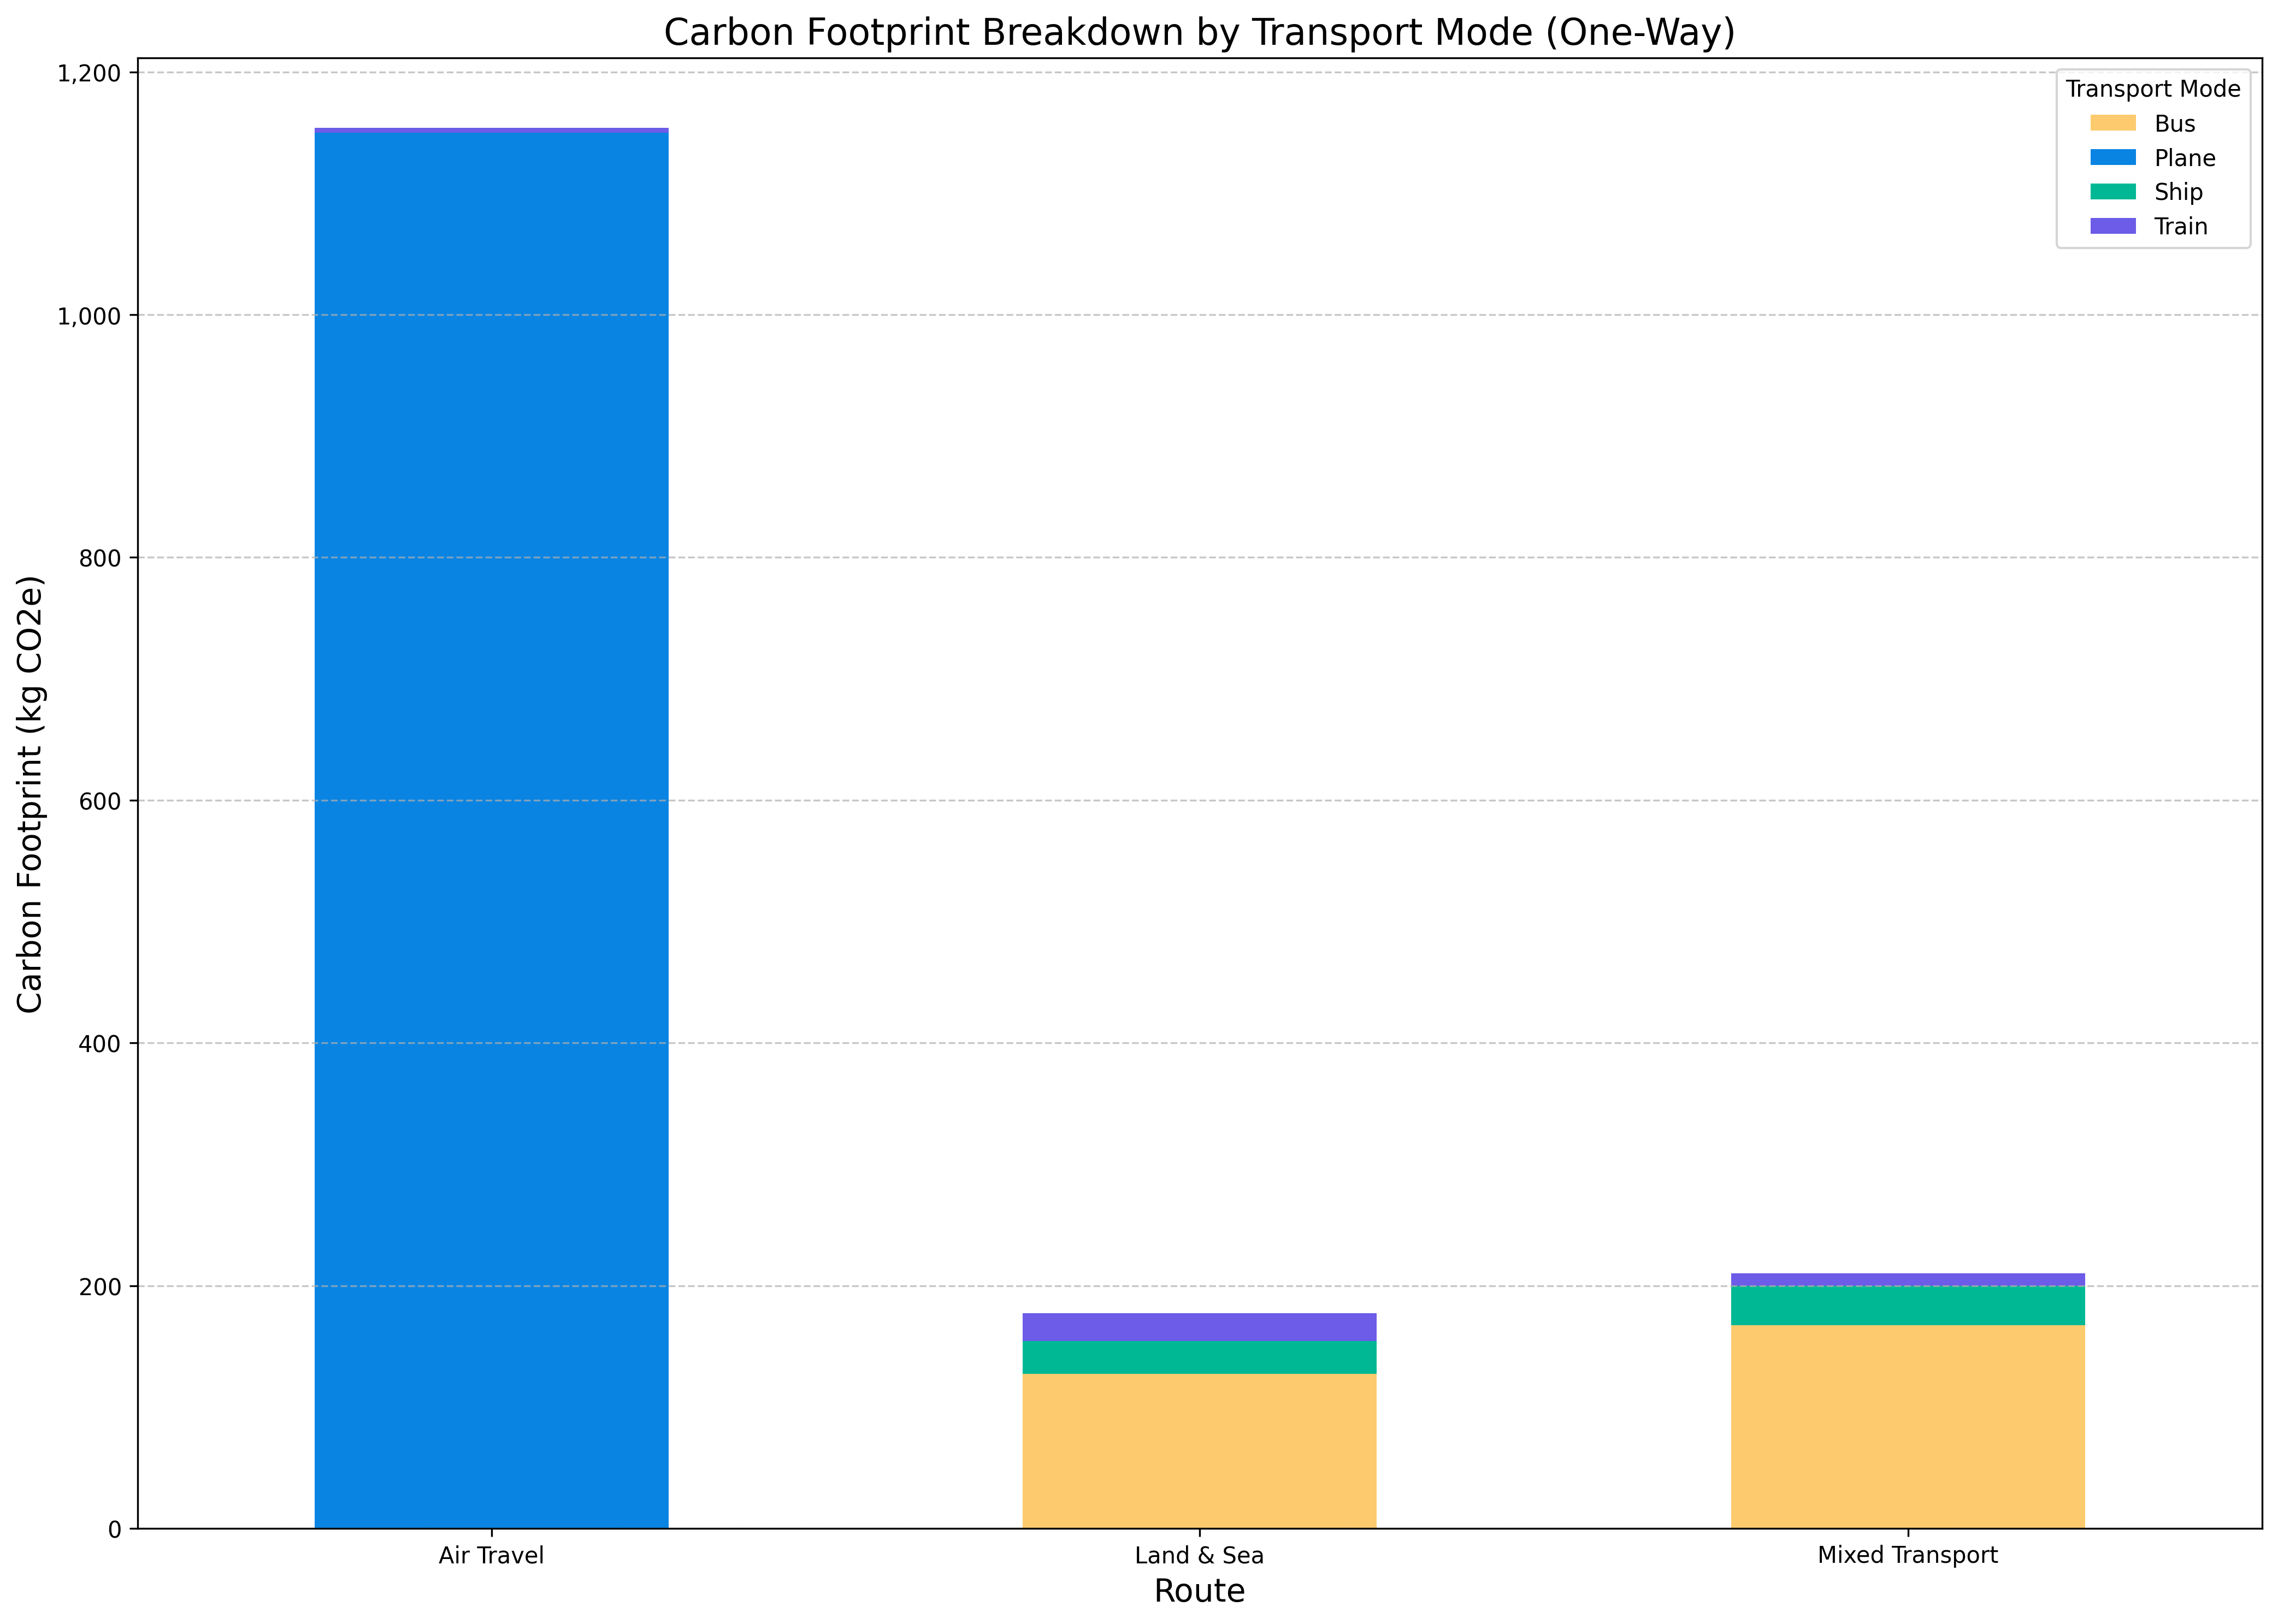 Carbon Footprint Breakdown by Transport Mode (One-Way)
Carbon Footprint (kg CO2e)
1,200
1,000
800
600
400
200
0
Transport Mode
Bus
Plane
Ship
Train
Air Travel
Land & Sea
Mixed Transport
Route